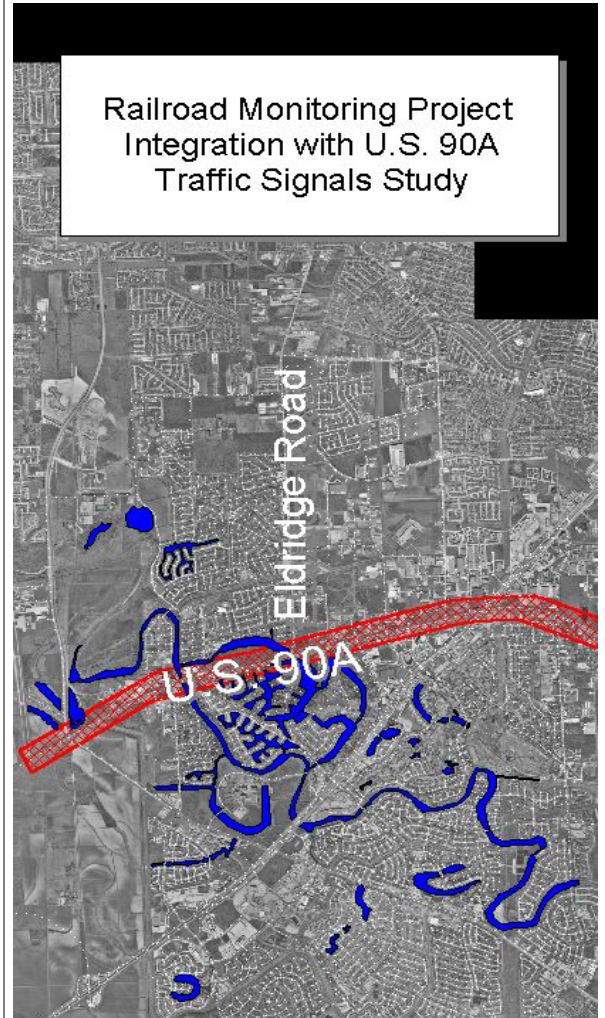 Railroad Monitoring Project
Integration with U.S. 90A
Traffic Signals Study
Eldridge Road
U.S. 90A